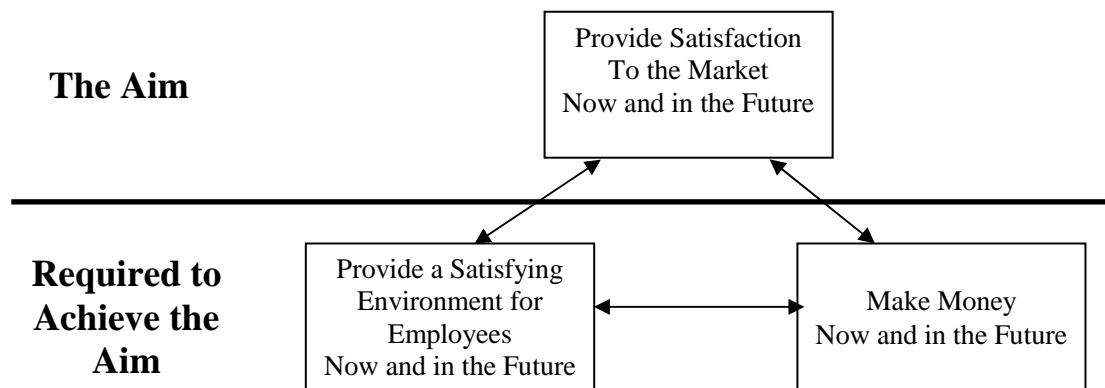 The Aim
Provide Satisfaction
To the Market
Now and in the Future
Required to
Achieve the
Aim
Provide a Satisfying
Environment for
Employees
Now and in the Future
Make Money
Now and in the Future